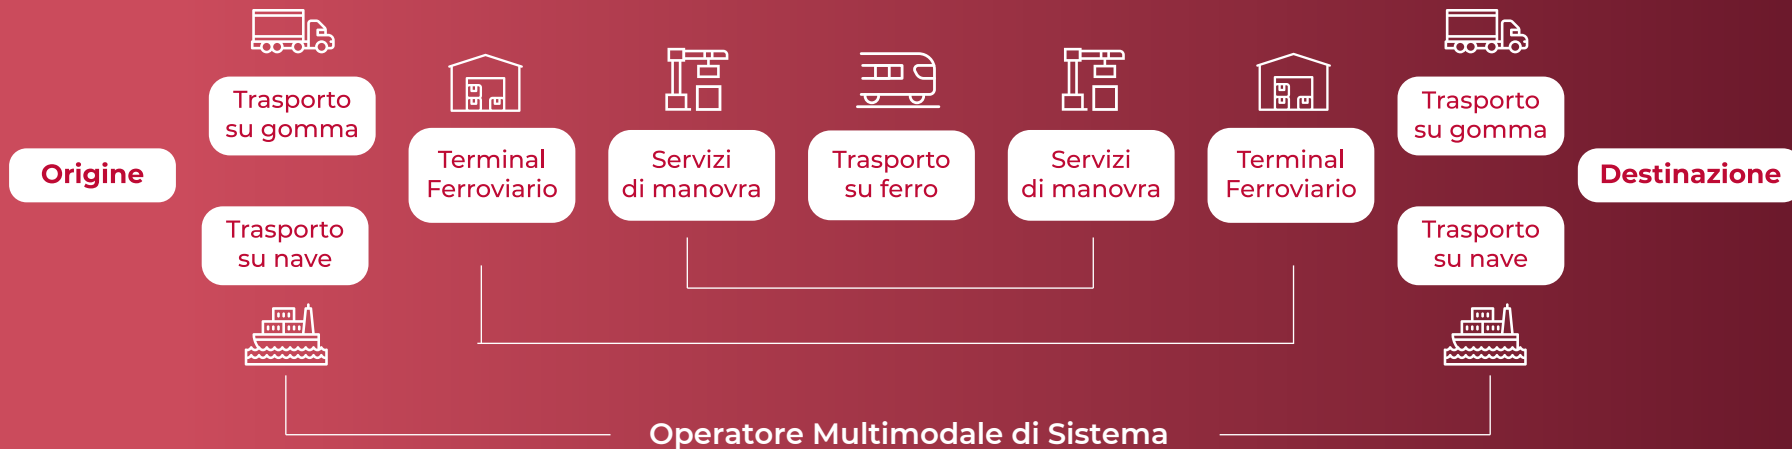 Origine
Trasporto
su gomma
Trasporto
su nave
Terminal
Ferroviario
Servizi
di manovra
Trasporto
su ferro
Servizi
di manovra
Terminal
Ferroviario
Trasporto
su gomma
Trasporto
su nave
Destinazione
Operatore Multimodale di Sistema